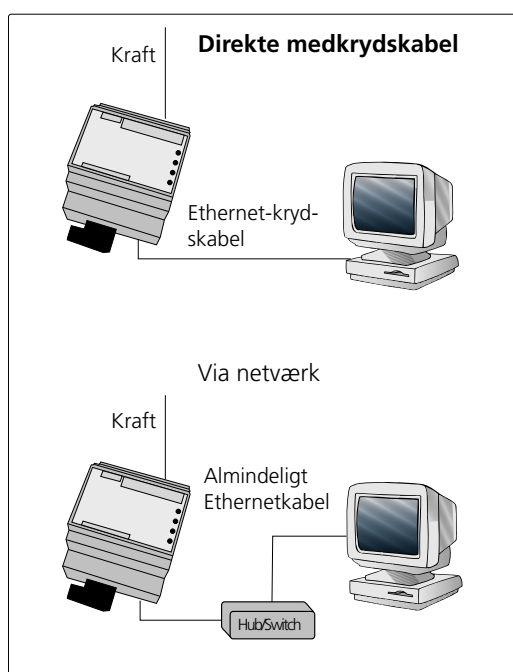 Direkte medkrydskabel
Kraft
Ethernet-kryd-
skabel
Via netværk
Kraft
Almindeligt
Ethernetkabel
Hub/Switch